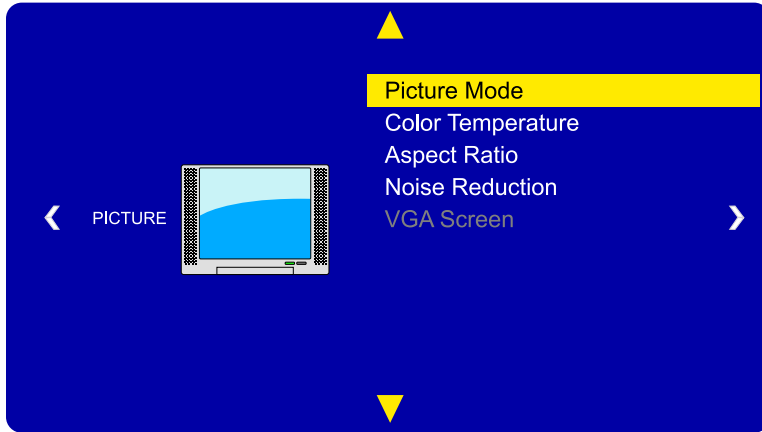 PICTURE
Picture Mode
Color Temperature
Aspect Ratio
Noise Reduction
VGA Screen